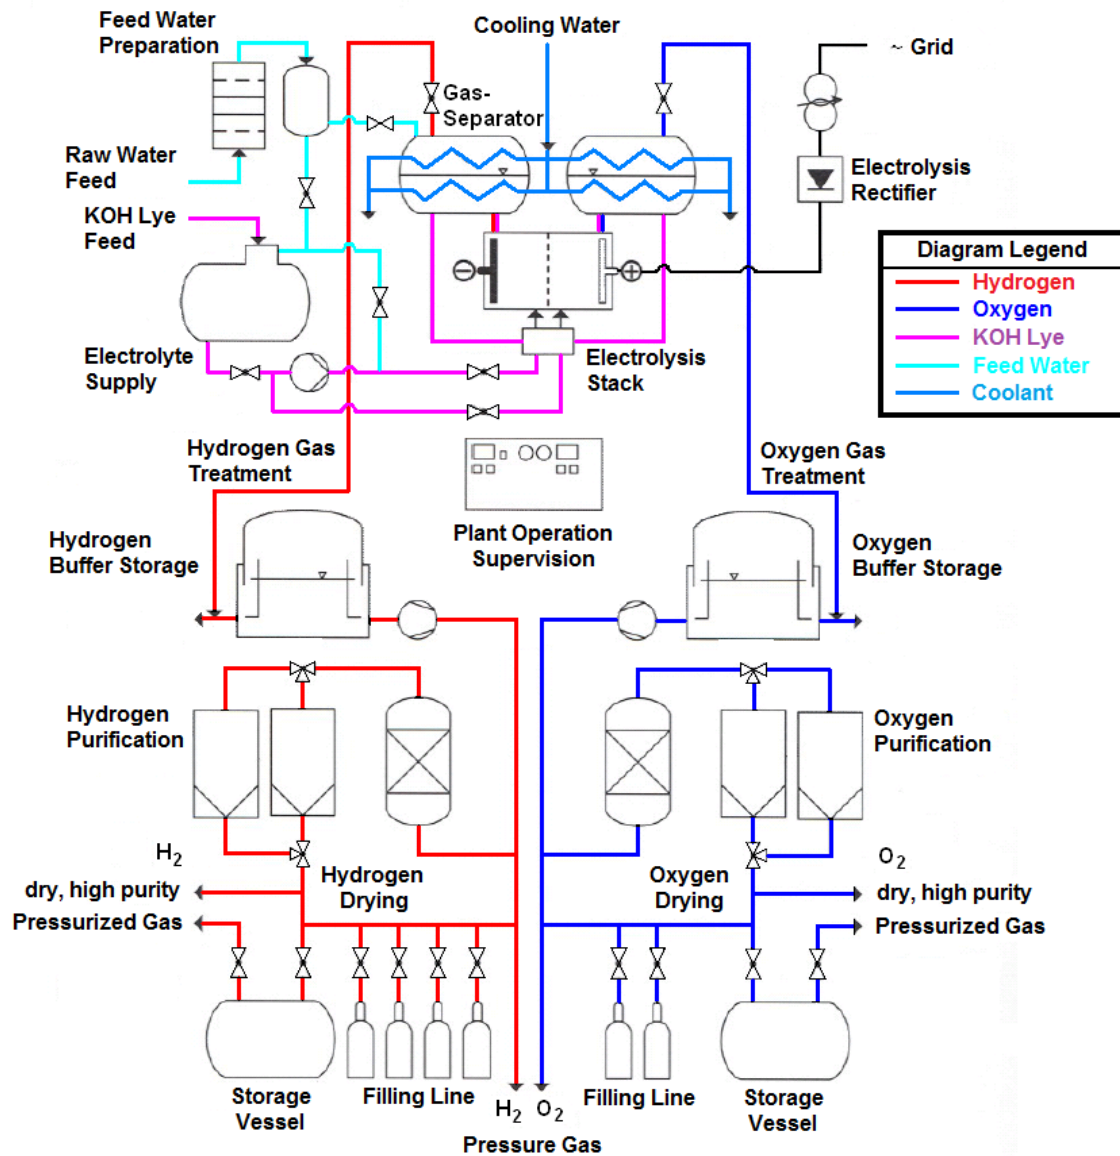 Feed Water
Preparation
Cooling Water
~ Grid
Gas-
Separator
Raw Water
Feed
Electrolysis
Rectifier
KOH Lye
Feed
Diagram Legend
Hydrogen
Oxygen
KOH Lye
Feed Water
Coolant
Electrolyte
Supply
Electrolysis
Stack
Hydrogen Gas
Treatment
Oxygen Gas
Treatment
Plant Operation
Supervision
Hydrogen
Buffer Storage
Oxygen
Buffer Storage
Hydrogen
Purification
Oxygen
Purification
H2
Hydrogen
Drying
Oxygen
Drying
O2
dry, high purity
dry, high purity
Pressurized Gas
Pressurized Gas
Storage
Vessel
Filling Line
H2 O2
Filling Line
Storage
Vessel
Pressure Gas